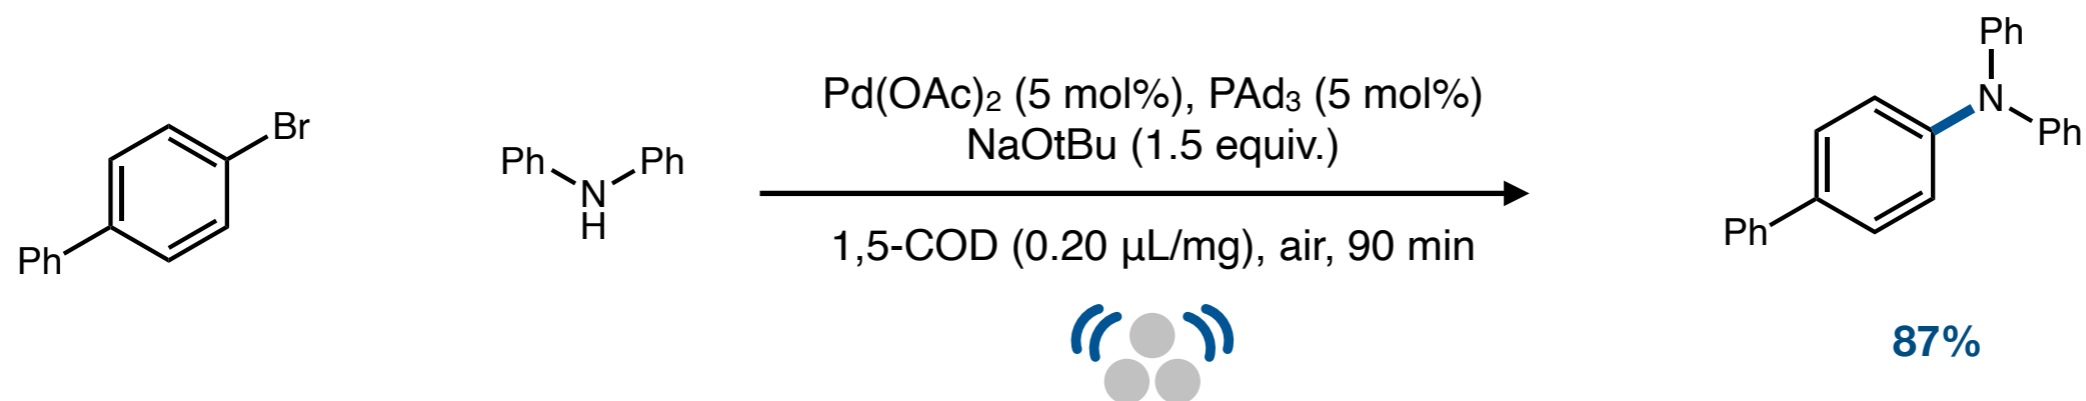 Br
Ph
Ph
Ph
N
H
Pd(OAc)₂ (5 mol%), PAd₃ (5 mol%)
NaOtBu (1.5 equiv.)
1,5-COD (0.20 µL/mg), air, 90 min
Ph
N
Ph
Ph
87%